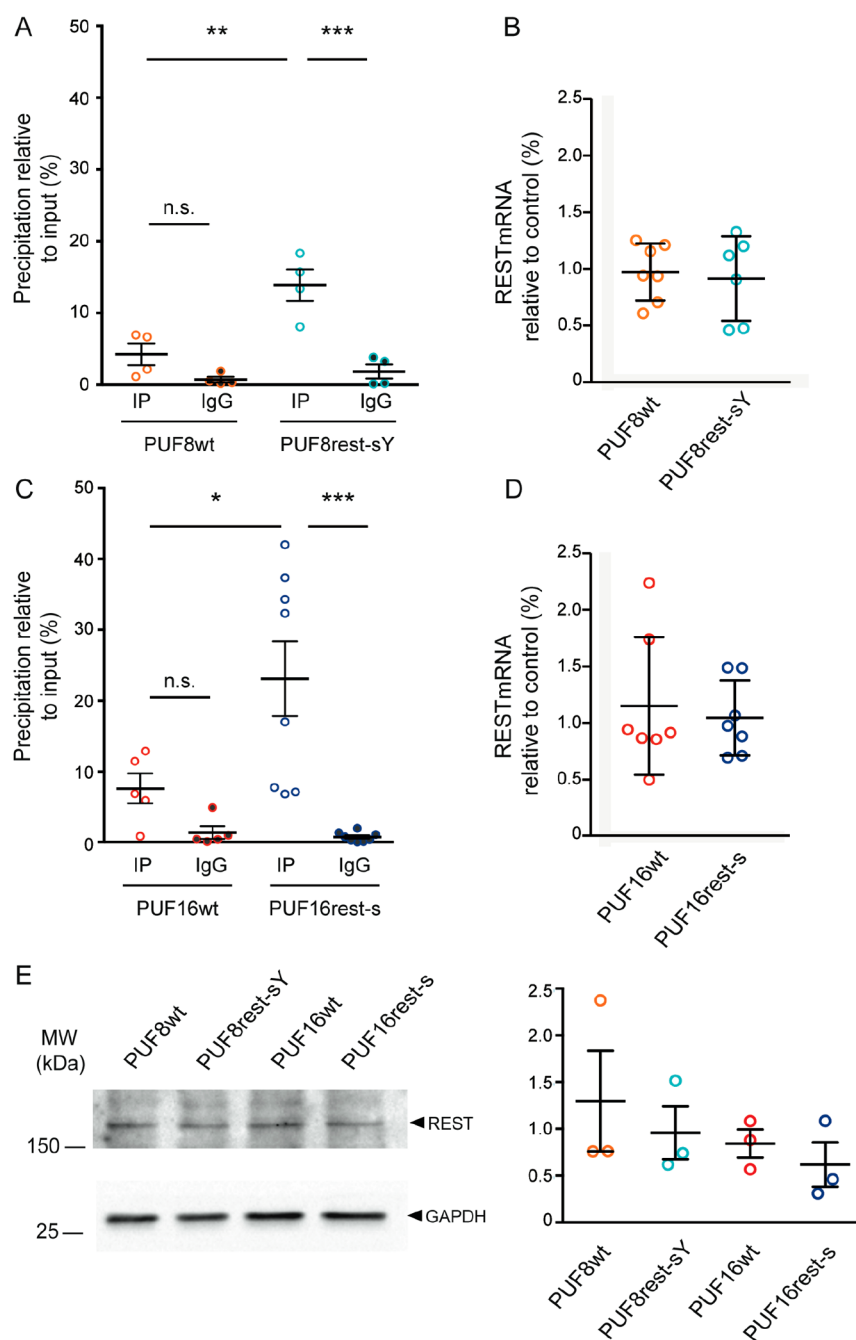 A
B
** ***
50
40
30
20
10
0
Precipitation relative
to input (%)
n.s.
IP IgG IP IgG
PUF8wt PUF8rest-sY
2.5
2.0
1.5
1.0
0.5
0
RESTmRNA
relative to control (%)
PUF8wt
PUF8rest-sY
C
D
* ***
50
40
30
20
10
0
Precipitation relative
to input (%)
n.s.
IP IgG IP IgG
PUF16wt PUF16rest-s
2.5
2.0
1.5
1.0
0.5
0
RESTmRNA
relative to control (%)
PUF16wt
PUF16rest-s
E
MW
(kDa)
PUF8wt
PUF8rest-sY
PUF16wt
PUF16rest-s
REST
150
GAPDH
25
2.5
2.0
1.5
1.0
0.5
0
PUF8wt
PUF8rest-sY
PUF16wt
PUF16rest-s